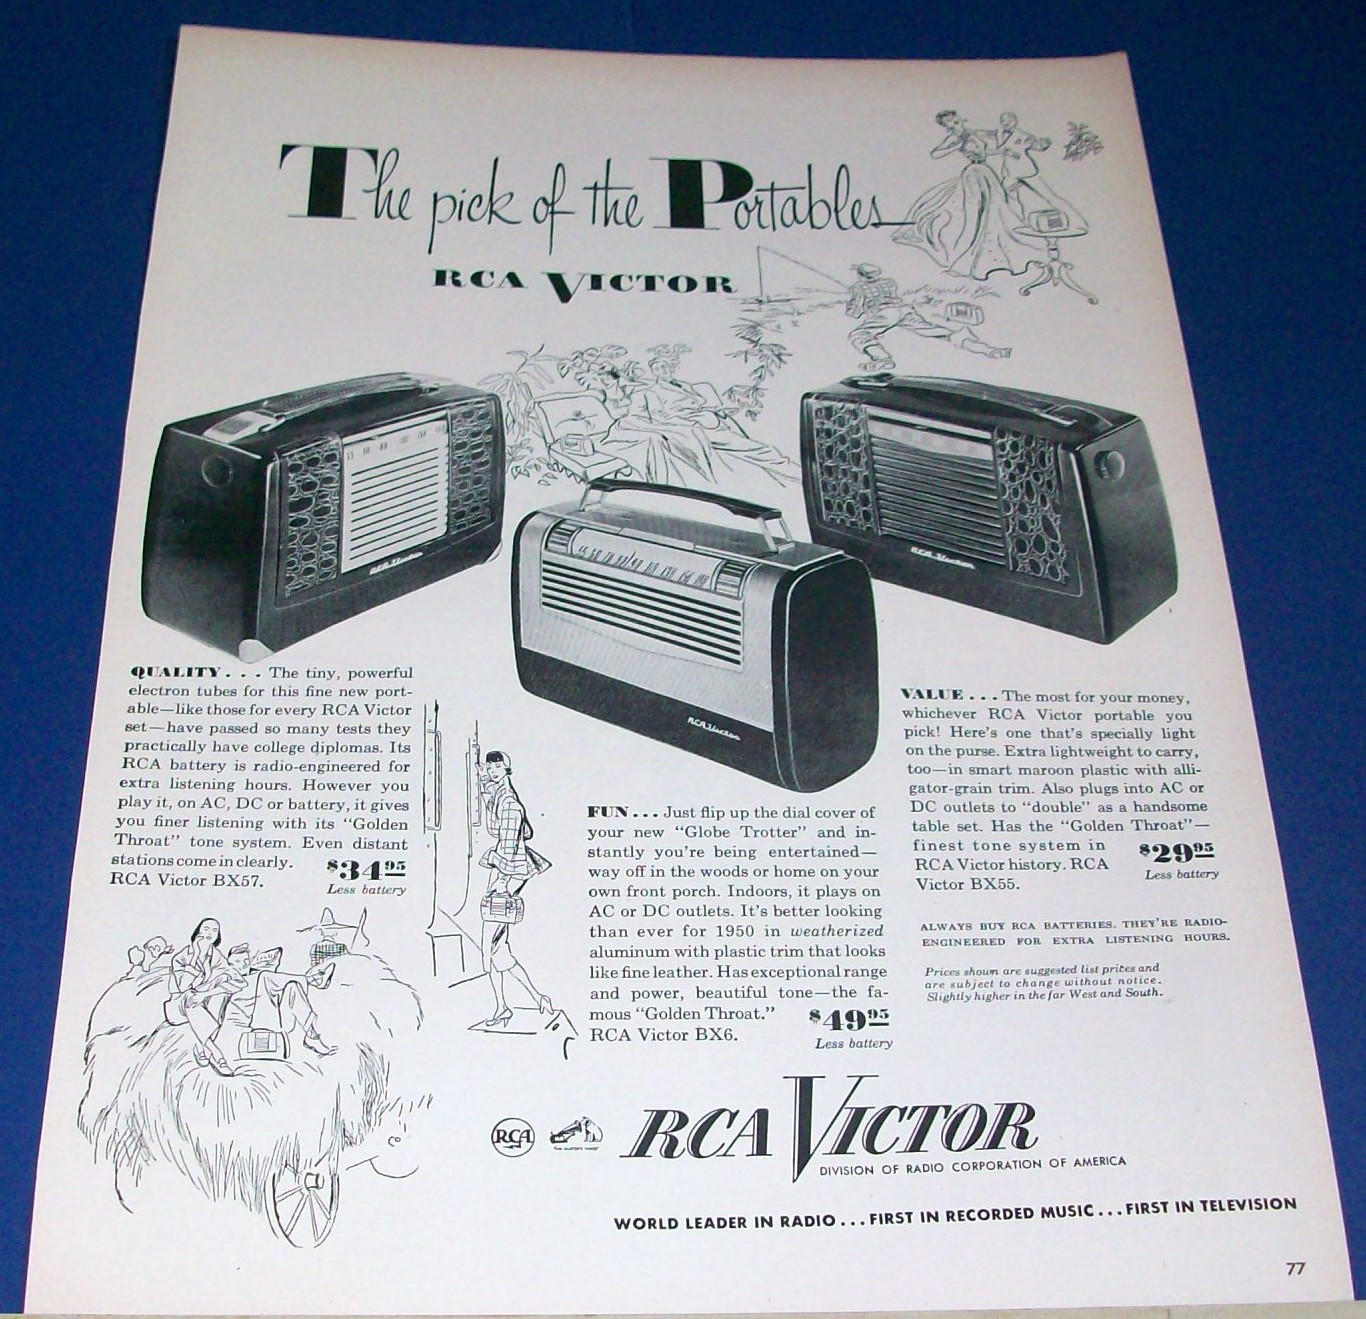 The pick of the Portables
RCA VICTOR
RCA Victor
RCA Victor
RCA Victor
QUALITY . . . The tiny, powerful
electron tubes for this fine new port-
able—like those for every RCA Victor
set—have passed so many tests they
practically have college diplomas. Its
RCA battery is radio-engineered for
extra listening hours. However you
play it, on AC, DC or battery, it gives
you finer listening with its “Golden
Throat” tone system. Even distant
stations come in clearly.
RCA Victor BX57.
$34.95
Less battery
FUN . . . Just flip up the dial cover of
your new “Globe Trotter” and in-
stantly you’re being entertained—
way off in the woods or home on your
own front porch. Indoors, it plays on
AC or DC outlets. It’s better looking
than ever for 1950 in weatherized
aluminum with plastic trim that looks
like fine leather. Has exceptional range
and power, beautiful tone—the fa-
mous “Golden Throat.”
RCA Victor BX6.
$49.95
Less battery
VALUE . . . The most for your money,
whichever RCA Victor portable you
pick! Here’s one that’s specially light
on the purse. Extra lightweight to carry,
too—in smart maroon plastic with alli-
gator-grain trim. Also plugs into AC or
DC outlets to “double” as a handsome
table set. Has the “Golden Throat”—
finest tone system in
RCA Victor history. RCA
Victor BX55.
$29.95
Less battery
ALWAYS BUY RCA BATTERIES. THEY’RE RADIO-
ENGINEERED FOR EXTRA LISTENING HOURS.
Prices shown are suggested list prices and
are subject to change without notice.
Slightly higher in the far West and South.
RCA
RCA VICTOR
DIVISION OF RADIO CORPORATION OF AMERICA
WORLD LEADER IN RADIO . . . FIRST IN RECORDED MUSIC . . . FIRST IN TELEVISION
77